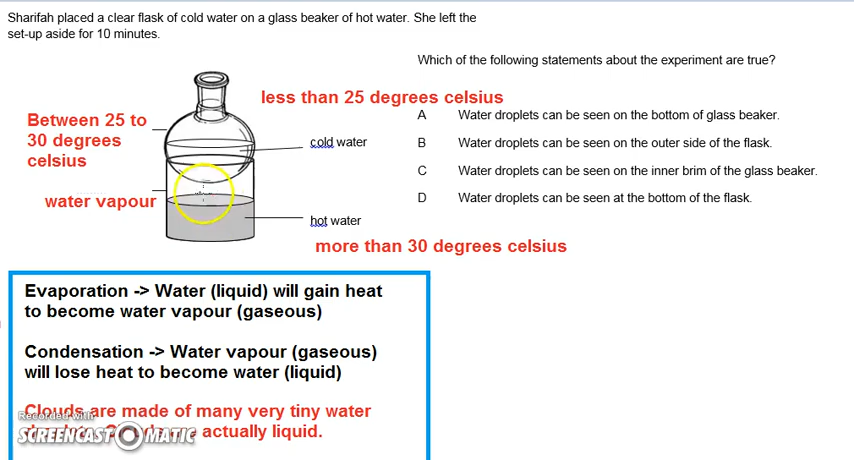 Sharifah placed a clear flask of cold water on a glass beaker of hot water. She left the
set-up aside for 10 minutes.
Which of the following statements about the experiment are true?
less than 25 degrees celsius
A Water droplets can be seen on the bottom of glass beaker.
Between 25 to
30 degrees
celsius
cold water
B Water droplets can be seen on the outer side of the flask.
C Water droplets can be seen on the inner brim of the glass beaker.
water vapour
D Water droplets can be seen at the bottom of the flask.
hot water
more than 30 degrees celsius
Evaporation -> Water (liquid) will gain heat
to become water vapour (gaseous)
Condensation -> Water vapour (gaseous)
will lose heat to become water (liquid)
Clouds are made of many very tiny water
actually liquid.
Recorded with
SCREENCAST-O-MATIC